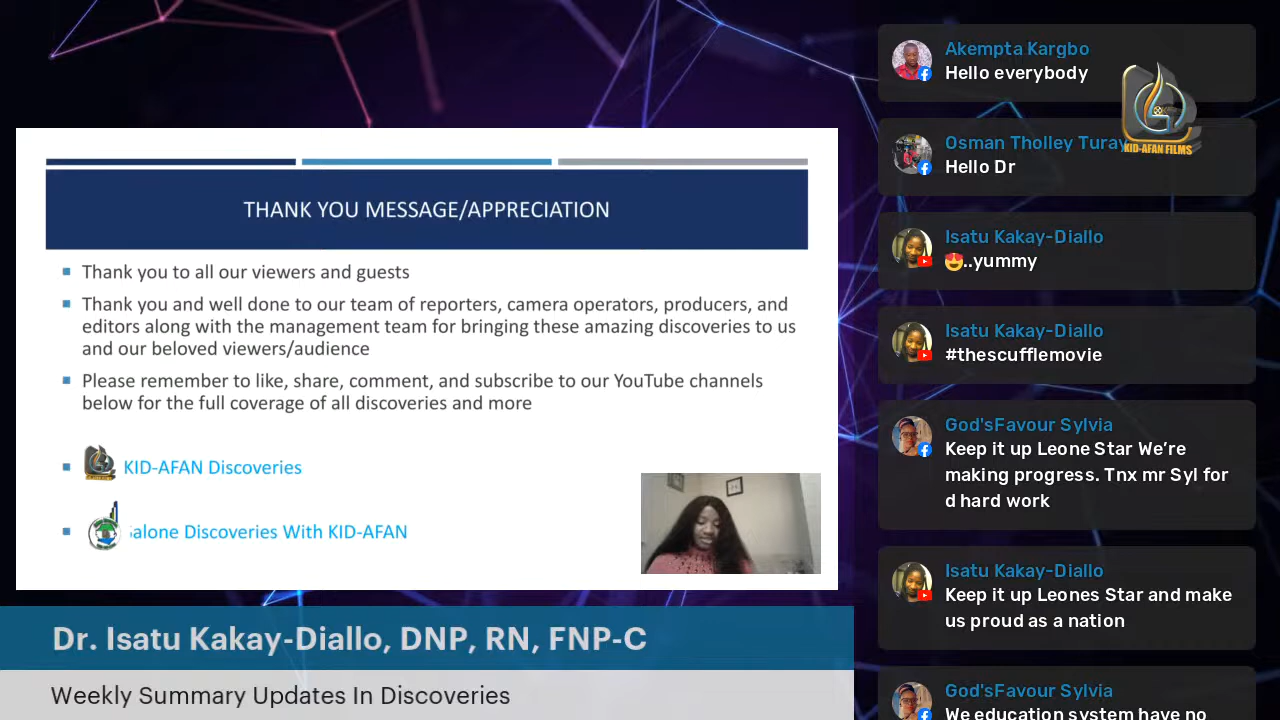 THANK YOU MESSAGE/APPRECIATION
Thank you to all our viewers and guests
Thank you and well done to our team of reporters, camera operators, producers, and
editors along with the management team for bringing these amazing discoveries to us
and our beloved viewers/audience
Please remember to like, share, comment, and subscribe to our YouTube channels
below for the full coverage of all discoveries and more
KID-AFAN Discoveries
alone Discoveries With KID-AFAN
Dr. Isatu Kakay-Diallo, DNP, RN, FNP-C
Weekly Summary Updates In Discoveries
Akempta Kargbo
Hello everybody
KID-AFAN FILMS
Osman Tholley Turay
Hello Dr
Isatu Kakay-Diallo
😍..yummy
Isatu Kakay-Diallo
#thescufflemovie
God'sFavour Sylvia
Keep it up Leone Star We’re
making progress. Tnx mr Syl for
d hard work
Isatu Kakay-Diallo
Keep it up Leones Star and make
us proud as a nation
God'sFavour Sylvia
We education system have no